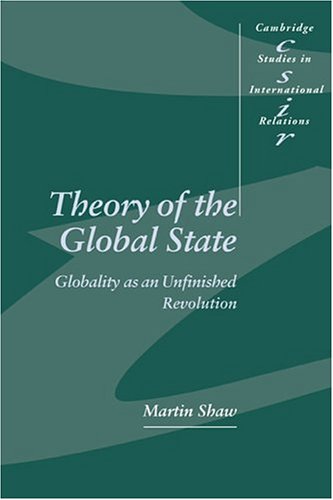 Cambridge
C
Studies in
S
International
i
Relations
r
Theory of the
Global State
Globality as an Unfinished
Revolution
Martin Shaw